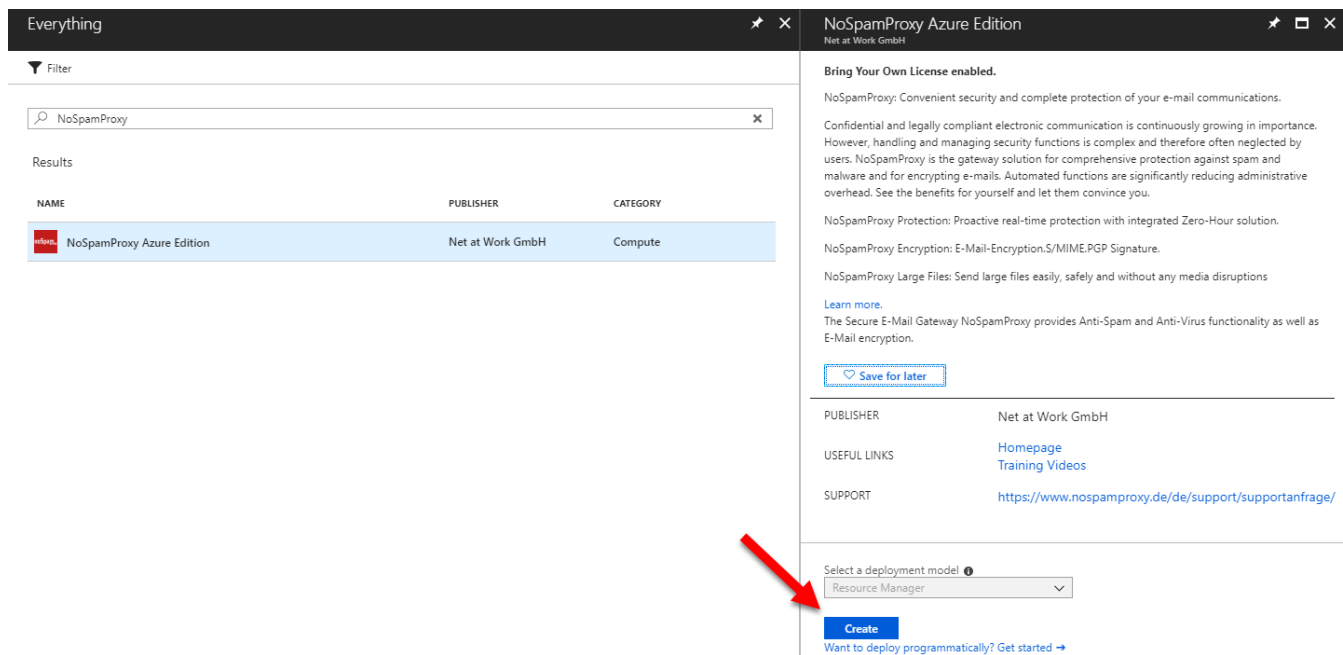 Everything
Filter
NoSpamProxy
Results
NAME PUBLISHER CATEGORY
NoSpamProxy Azure Edition Net at Work GmbH Compute
NoSpamProxy Azure Edition
Net at Work GmbH
Bring Your Own License enabled.
NoSpamProxy: Convenient security and complete protection of your e-mail communications.
Confidential and legally compliant electronic communication is continuously growing in importance.
However, handling and managing security functions is complex and therefore often neglected by
users. NoSpamProxy is the gateway solution for comprehensive protection against spam and
malware and for encrypting e-mails. Automated functions are significantly reducing administrative
overhead. See the benefits for yourself and let them convince you.
NoSpamProxy Protection: Proactive real-time protection with integrated Zero-Hour solution.
NoSpamProxy Encryption: E-Mail-Encryption.S/MIME.PGP Signature.
NoSpamProxy Large Files: Send large files easily, safely and without any media disruptions
Learn more.
The Secure E-Mail Gateway NoSpamProxy provides Anti-Spam and Anti-Virus functionality as well as
E-Mail encryption.
Save for later
PUBLISHER Net at Work GmbH
USEFUL LINKS Homepage
Training Videos
SUPPORT https://www.nospamproxy.de/de/support/supportanfrage/
Select a deployment model
Resource Manager
Create
Want to deploy programmatically? Get started →